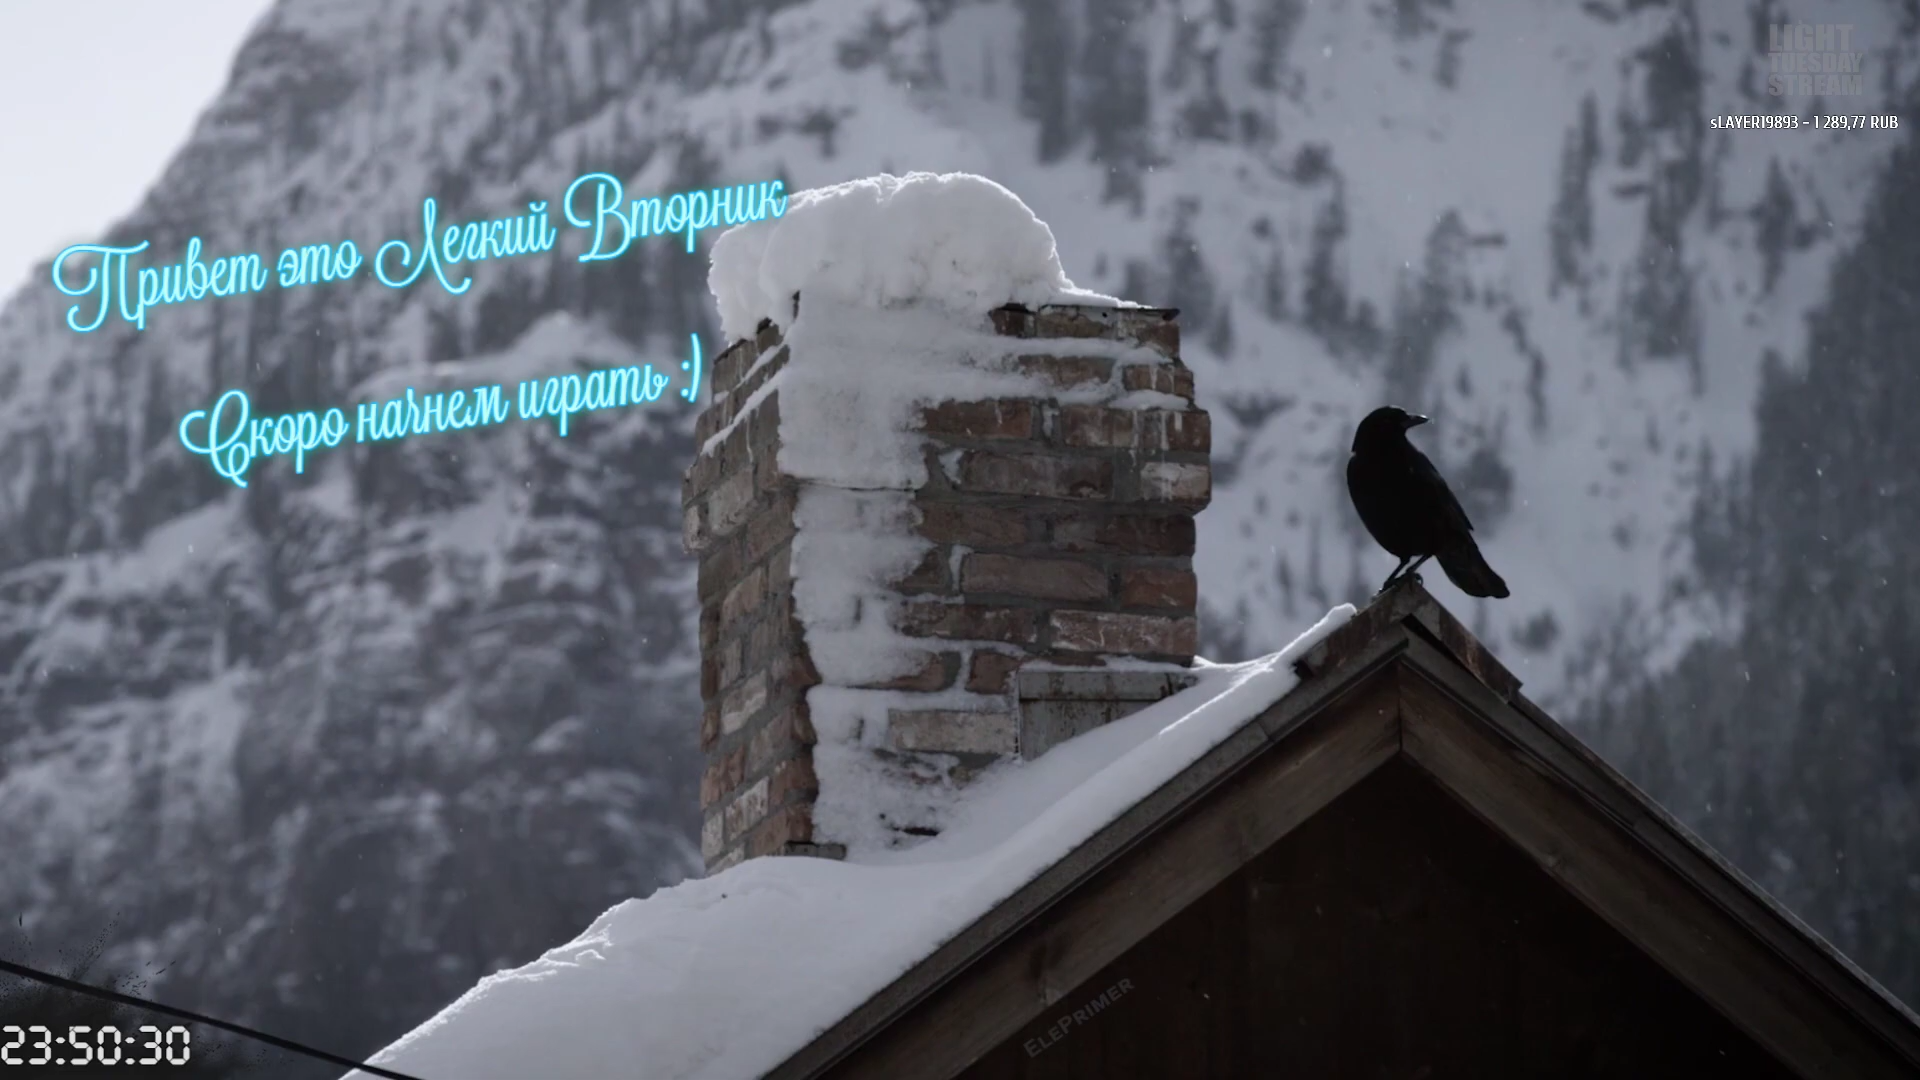 LIGHT
TUESDAY
STREAM
sLAYER19893 - 1 289,77 RUB
Привет это Легкий Вторник
Скоро начнем играть :)
ElePrimer
23:50:30